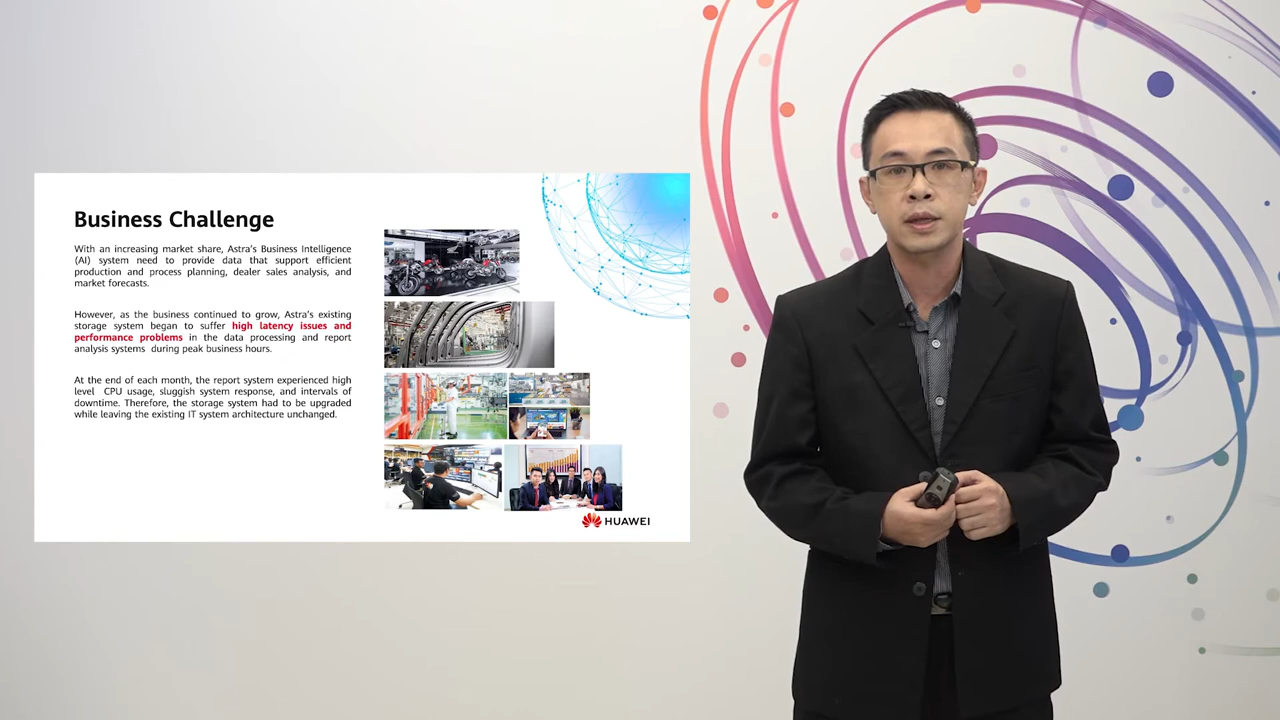 Business Challenge
With an increasing market share, Astra's Business Intelligence
(AI) system need to provide data that support efficient
production and process planning, dealer sales analysis, and
market forecasts.
However, as the business continued to grow, Astra's existing
storage system began to suffer high latency issues and
performance problems in the data processing and report
analysis systems during peak business hours.
At the end of each month, the report system experienced high
level CPU usage, sluggish system response, and intervals of
downtime. Therefore, the storage system had to be upgraded
while leaving the existing IT system architecture unchanged.
HUAWEI